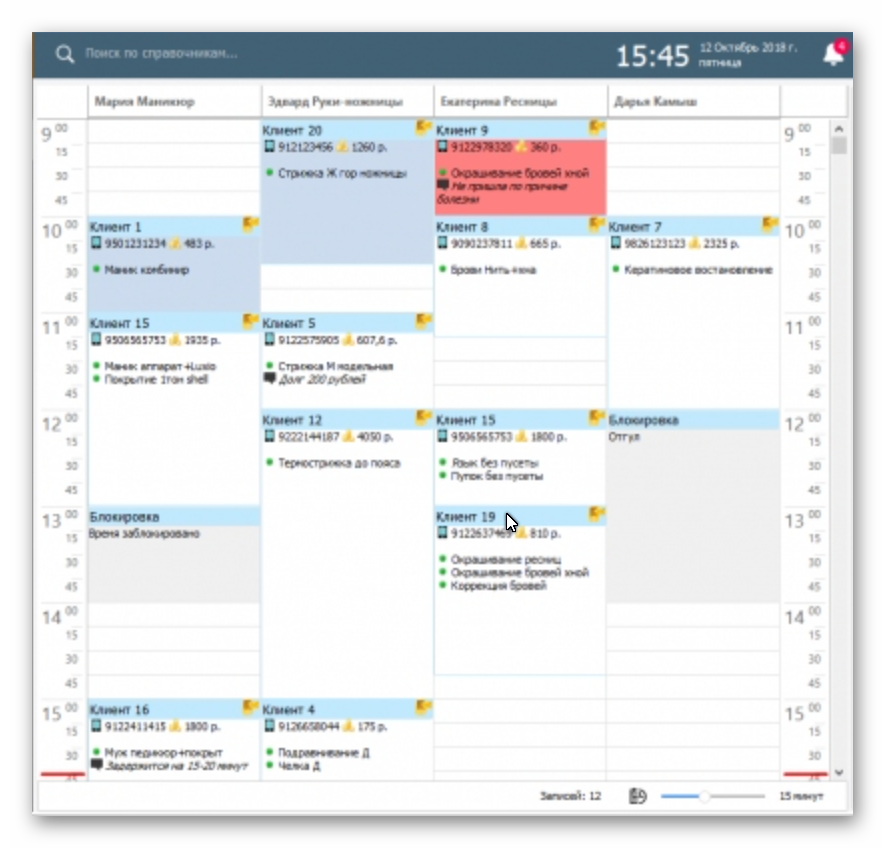 Поиск по справочникам...
15:45
12 Октябрь 2018 г.
пятница
4
Мария Маникюр
Эдвард Руки-ножницы
Екатерина Ресницы
Дарья Камыш
9 00
15
30
45
10 00
15
30
45
11 00
15
30
45
12 00
15
30
45
13 00
15
30
45
14 00
15
30
45
15 00
15
30
45
Клиент 1
9501231234 483 р.
Маник комбинир
Клиент 15
9506565753 1935 р.
Маник аппарат+Luxio
Покрытие 1тон shell
Блокировка
Время заблокировано
Клиент 16
9122411415 1800 р.
Муж педикюр+покрыт
Задержится на 15-20 минут
Клиент 20
912123456 1260 р.
Стрижка Ж гор ножницы
Клиент 5
9122575905 607,6 р.
Стрижка М модельная
Долг 200 рублей
Клиент 12
9222144187 4050 р.
Термострижка до пояса
Клиент 4
9126658044 175 р.
Подравнивание Д
Челка Д
Клиент 9
9122978320 360 р.
Окрашивание бровей хной
Не пришла по причине
болезни
Клиент 8
9090237811 665 р.
Брови Нить+хна
Клиент 15
9506565753 1800 р.
Язык без пусеты
Пупок без пусеты
Клиент 19
9122637469 810 р.
Окрашивание ресниц
Окрашивание бровей хной
Коррекция бровей
Клиент 7
9826123123 2325 р.
Кератиновое востановление
Блокировка
Отгул
9 00
15
30
45
10 00
15
30
45
11 00
15
30
45
12 00
15
30
45
13 00
15
30
45
14 00
15
30
45
15 00
15
30
45
Записей: 12
15 минут